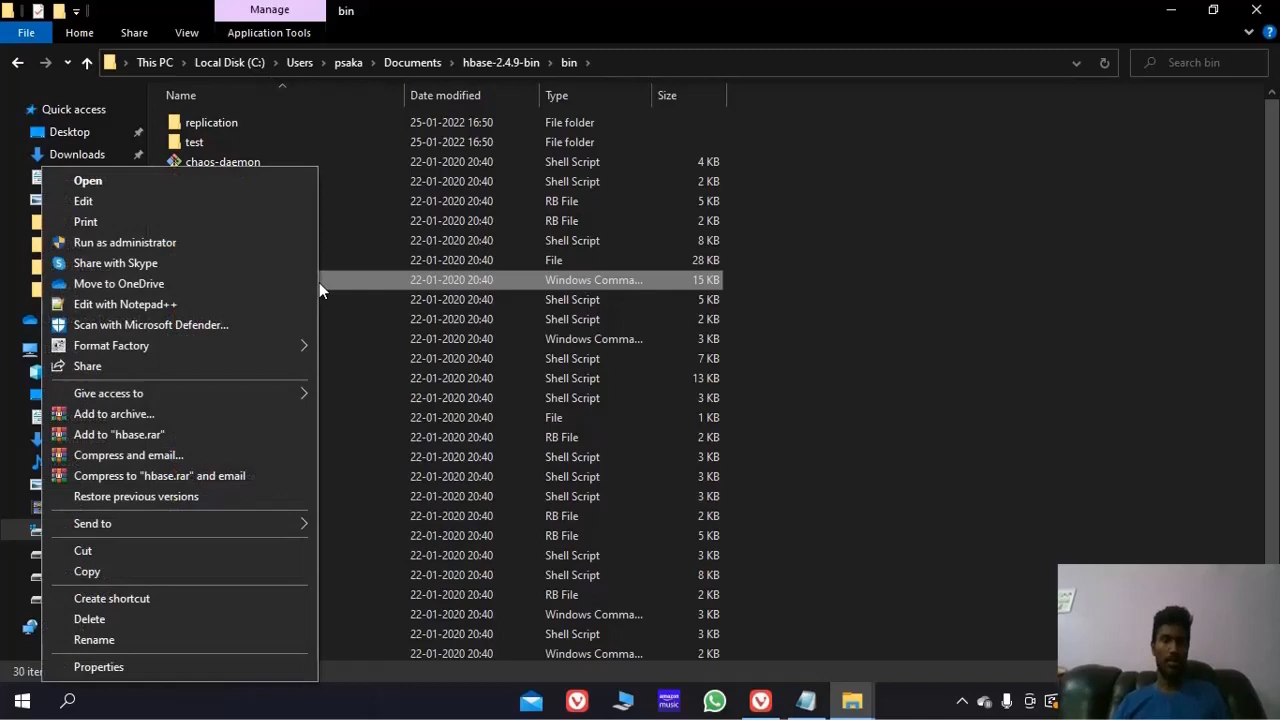 Manage
bin
File
Home
Share
View
Application Tools
This PC
Local Disk (C:)
Users
psaka
Documents
hbase-2.4.9-bin
bin
Search bin
Name
Date modified
Type
Size
Quick access
Desktop
Downloads
replication 25-01-2022 16:50 File folder
test 25-01-2022 16:50 File folder
chaos-daemon 22-01-2020 20:40 Shell Script 4 KB
22-01-2020 20:40 Shell Script 2 KB
22-01-2020 20:40 RB File 5 KB
22-01-2020 20:40 RB File 2 KB
22-01-2020 20:40 Shell Script 8 KB
22-01-2020 20:40 File 28 KB
22-01-2020 20:40 Windows Comma... 15 KB
22-01-2020 20:40 Shell Script 5 KB
22-01-2020 20:40 Shell Script 2 KB
22-01-2020 20:40 Windows Comma... 3 KB
22-01-2020 20:40 Shell Script 7 KB
22-01-2020 20:40 Shell Script 13 KB
22-01-2020 20:40 Shell Script 3 KB
22-01-2020 20:40 File 1 KB
22-01-2020 20:40 RB File 2 KB
22-01-2020 20:40 Shell Script 3 KB
22-01-2020 20:40 Shell Script 3 KB
22-01-2020 20:40 Shell Script 3 KB
22-01-2020 20:40 RB File 2 KB
22-01-2020 20:40 RB File 5 KB
22-01-2020 20:40 Shell Script 3 KB
22-01-2020 20:40 Shell Script 8 KB
22-01-2020 20:40 RB File 2 KB
22-01-2020 20:40 Windows Comma... 3 KB
22-01-2020 20:40 Shell Script 3 KB
22-01-2020 20:40 Windows Comma... 3 KB
Open
Edit
Print
Run as administrator
Share with Skype
Move to OneDrive
Edit with Notepad++
Scan with Microsoft Defender...
Format Factory
Share
Give access to
Add to archive...
Add to "hbase.rar"
Compress and email...
Compress to "hbase.rar" and email
Restore previous versions
Send to
Cut
Copy
Create shortcut
Delete
Rename
Properties
30 ite
amazon
music